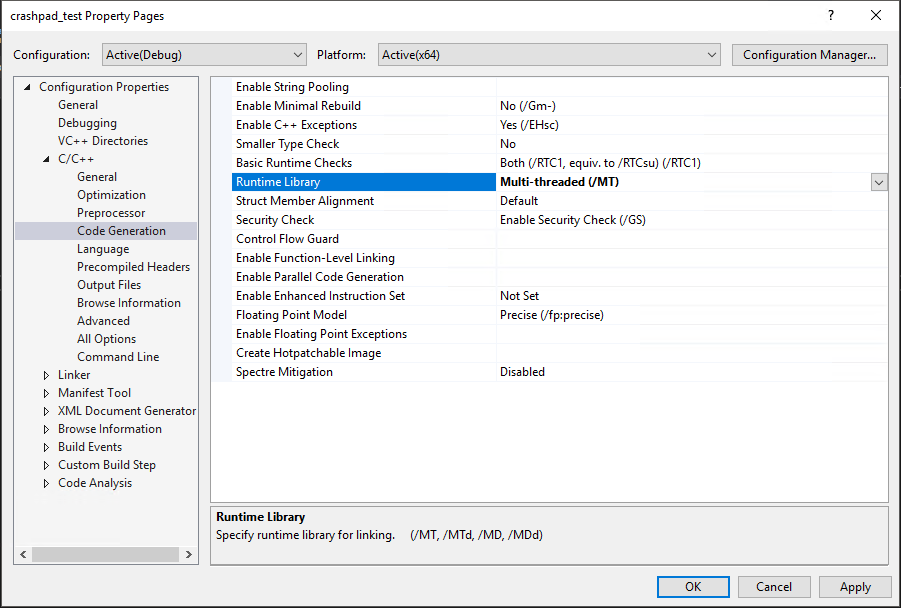 crashpad_test Property Pages
?
Configuration: Active(Debug) Platform: Active(x64) Configuration Manager...
Configuration Properties
General
Debugging
VC++ Directories
C/C++
General
Optimization
Preprocessor
Code Generation
Language
Precompiled Headers
Output Files
Browse Information
Advanced
All Options
Command Line
Linker
Manifest Tool
XML Document Generator
Browse Information
Build Events
Custom Build Step
Code Analysis
Enable String Pooling
Enable Minimal Rebuild No (/Gm-)
Enable C++ Exceptions Yes (/EHsc)
Smaller Type Check No
Basic Runtime Checks Both (/RTC1, equiv. to /RTCsu) (/RTC1)
Runtime Library Multi-threaded (/MT)
Struct Member Alignment Default
Security Check Enable Security Check (/GS)
Control Flow Guard
Enable Function-Level Linking
Enable Parallel Code Generation
Enable Enhanced Instruction Set Not Set
Floating Point Model Precise (/fp:precise)
Enable Floating Point Exceptions
Create Hotpatchable Image
Spectre Mitigation Disabled
Runtime Library
Specify runtime library for linking. (/MT, /MTd, /MD, /MDd)
OK Cancel Apply